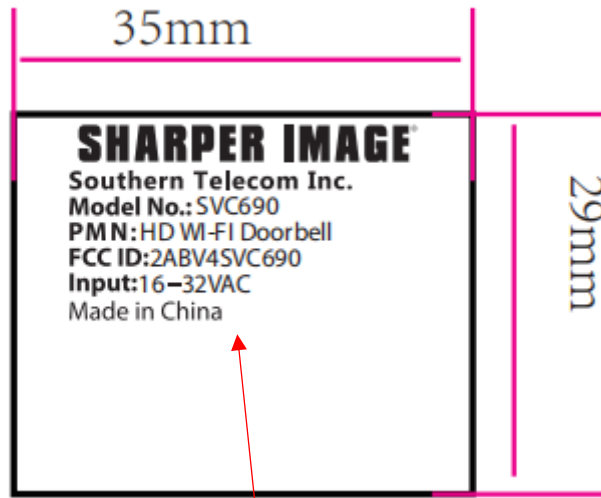 35mm
SHARPER IMAGE®
Southern Telecom Inc.
Model No.: SVC690
PMN: HD WI-FI Doorbell
FCC ID:2ABV4SVC690
Input:16–32VAC
Made in China
29mm